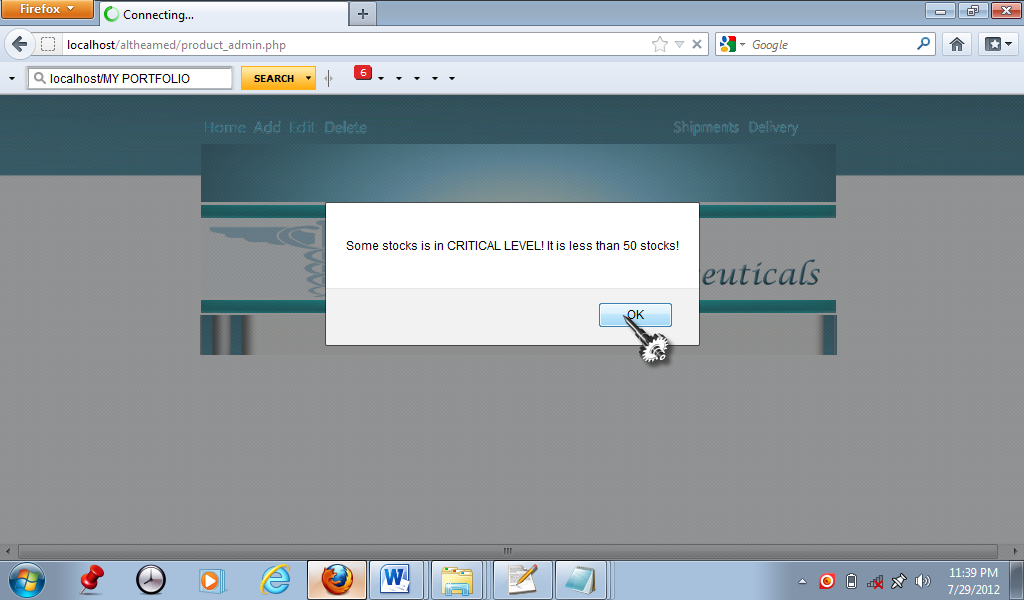 Firefox
Connecting...
localhost/altheamed/product_admin.php
Google
localhost/MY PORTFOLIO
SEARCH
6
Home Add Edit Delete
Shipments Delivery
Some stocks is in CRITICAL LEVEL! It is less than 50 stocks!
euticals
OK
11:39 PM
7/29/2012